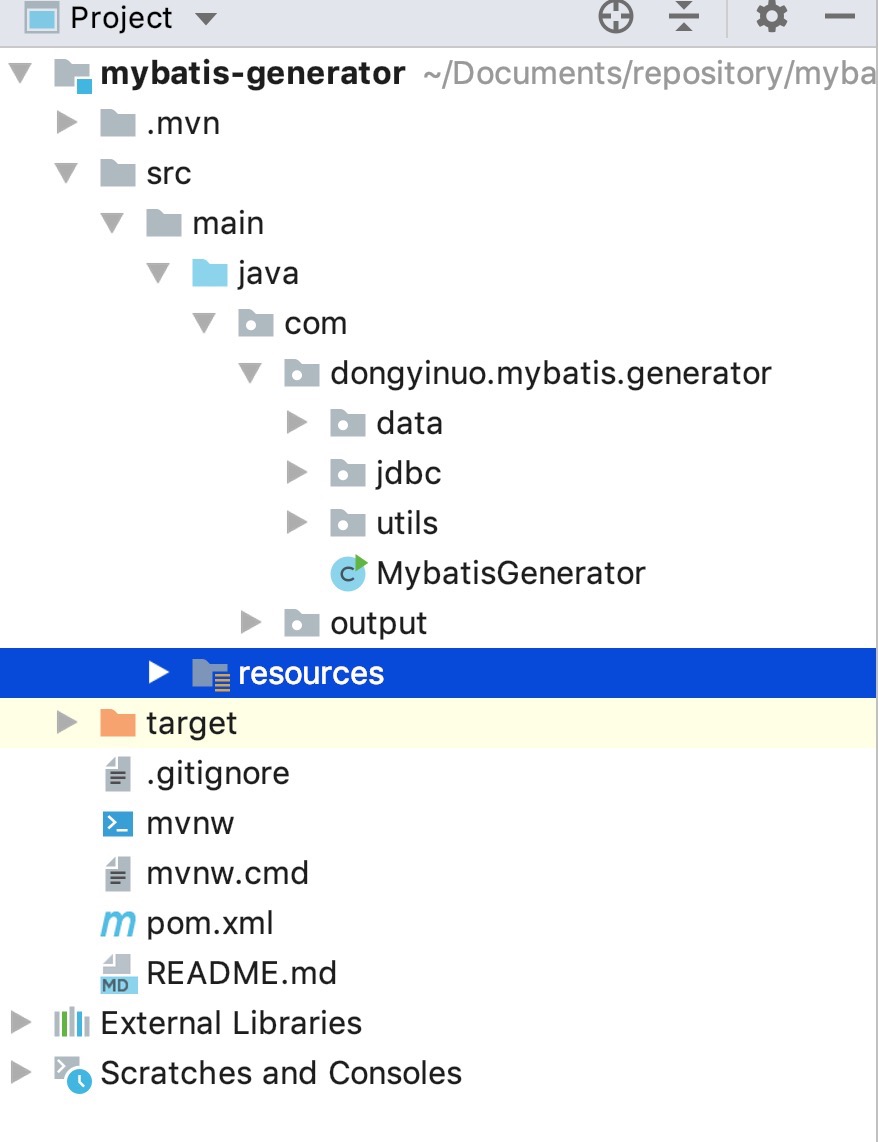 Project
mybatis-generator ~/Documents/repository/myba
.mvn
src
main
java
com
dongyinuo.mybatis.generator
data
jdbc
utils
C MybatisGenerator
output
resources
target
.gitignore
mvnw
mvnw.cmd
m pom.xml
MD README.md
External Libraries
Scratches and Consoles